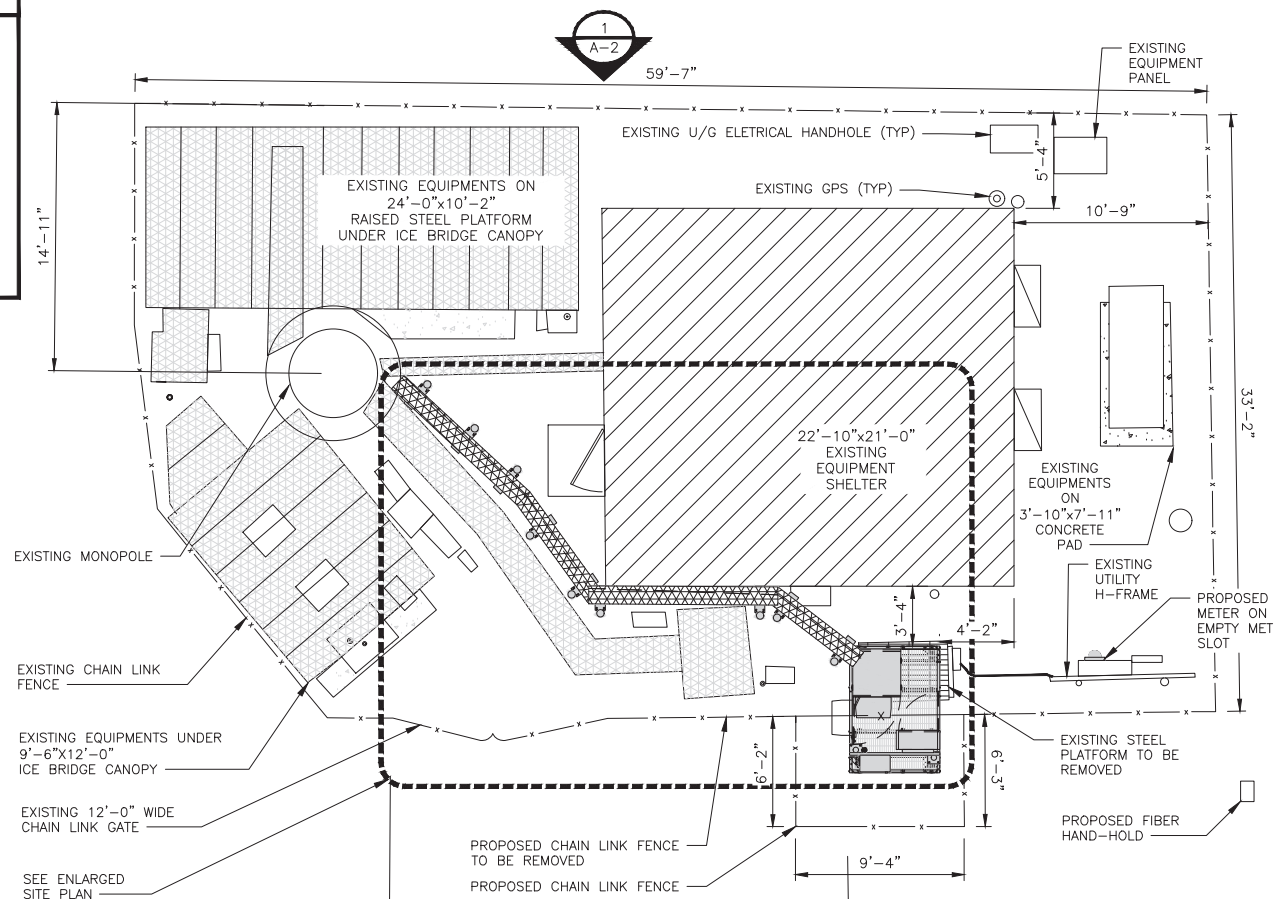 1
A-2
59'-7"
EXISTING
EQUIPMENT
PANEL
EXISTING U/G ELETRICAL HANDHOLE (TYP)
5'-4"
EXISTING GPS (TYP)
10'-9"
EXISTING EQUIPMENTS ON
24'-0"x10'-2"
RAISED STEEL PLATFORM
UNDER ICE BRIDGE CANOPY
14'-11"
33'-2"
22'-10"x21'-0"
EXISTING
EQUIPMENT
SHELTER
EXISTING
EQUIPMENTS
ON
3'-10"x7'-11"
CONCRETE
PAD
EXISTING MONOPOLE
EXISTING
UTILITY
H-FRAME
PROPOSED
METER ON
EMPTY MET
SLOT
3'-4"
4'-2"
EXISTING CHAIN LINK
FENCE
EXISTING EQUIPMENTS UNDER
9'-6"X12'-0"
ICE BRIDGE CANOPY
EXISTING STEEL
PLATFORM TO BE
REMOVED
6'-2"
6'-3"
EXISTING 12'-0" WIDE
CHAIN LINK GATE
PROPOSED FIBER
HAND-HOLD
PROPOSED CHAIN LINK FENCE
TO BE REMOVED
9'-4"
PROPOSED CHAIN LINK FENCE
SEE ENLARGED
SITE PLAN